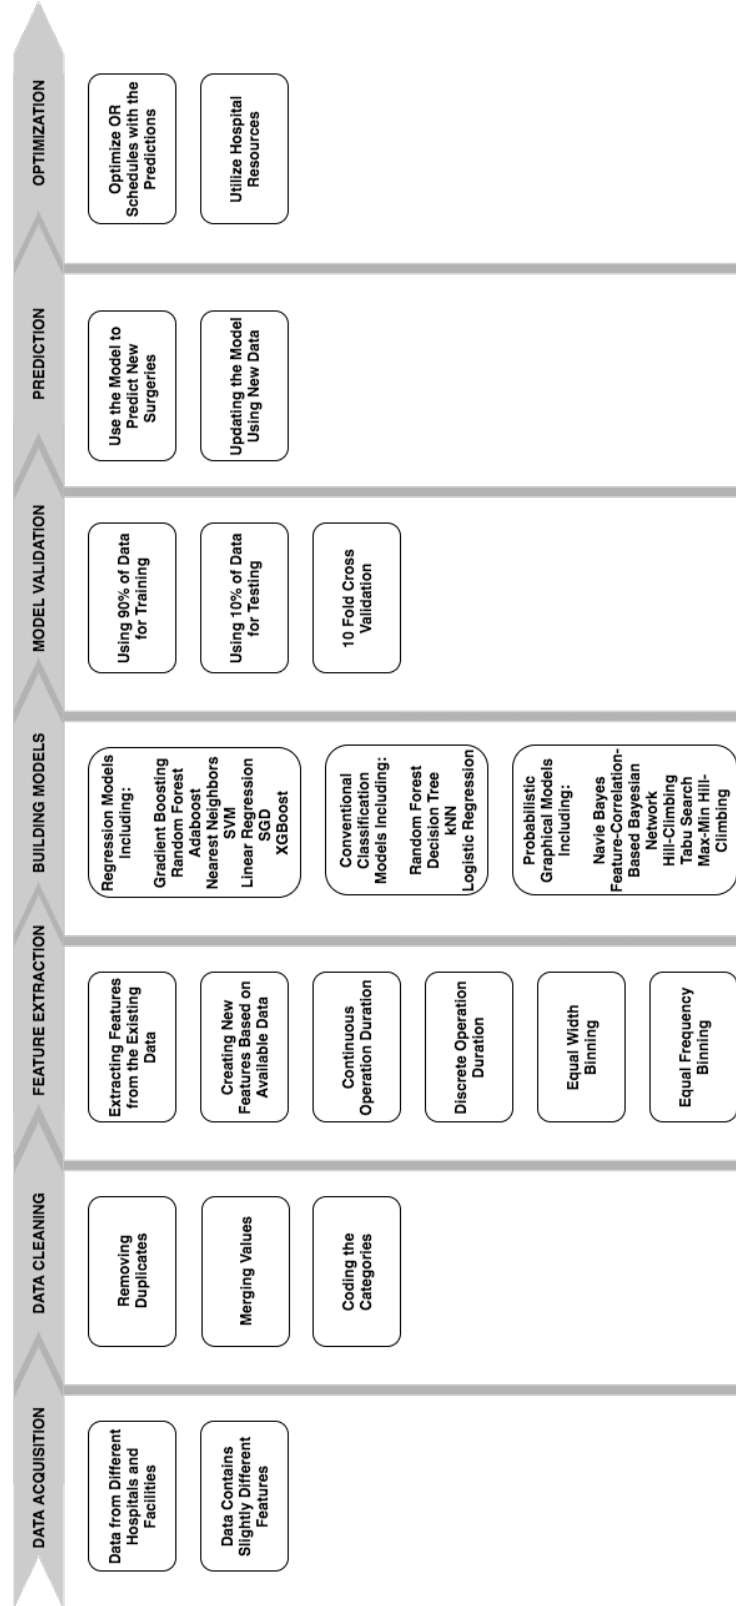 DATA ACQUISITION
Data from Different
Hospitals and
Facilities
Data Contains
Slightly Different
Features
DATA CLEANING
Removing
Duplicates
Merging Values
Coding the
Categories
FEATURE EXTRACTION
Extracting Features
from the Existing
Data
Creating New
Features Based on
Available Data
Continuous
Operation Duration
Discrete Operation
Duration
Equal Width
Binning
Equal Frequency
Binning
BUILDING MODELS
Regression Models
Including:
Gradient Boosting
Random Forest
Adaboost
Nearest Neighbors
SVM
Linear Regression
SGD
XGBoost
Conventional
Classification
Models Including:
Random Forest
Decision Tree
kNN
Logistic Regression
Probabilistic
Graphical Models
Including:
Navie Bayes
Feature-Correlation-
Based Bayesian
Network
Hill-Climbing
Tabu Search
Max-Min Hill-
Climbing
MODEL VALIDATION
Using 90% of Data
for Training
Using 10% of Data
for Testing
10 Fold Cross
Validation
PREDICTION
Use the Model to
Predict New
Surgeries
Updating the Model
Using New Data
OPTIMIZATION
Optimize OR
Schedules with the
Predictions
Utilize Hospital
Resources